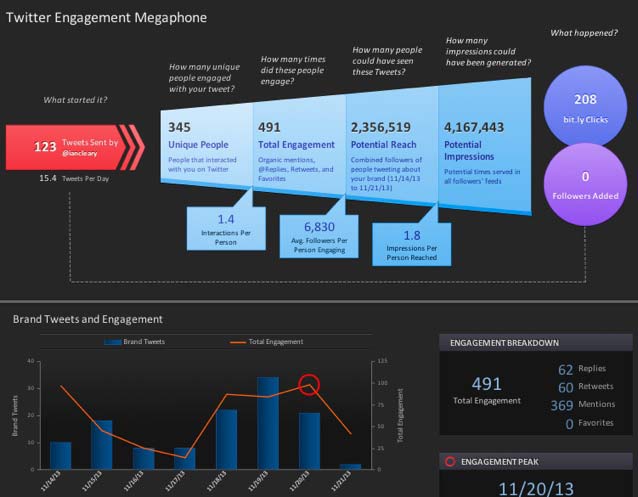 Twitter Engagement Megaphone
What started it?
How many unique
people engaged
with your tweet?
How many times
did these people
engage?
How many people
could have seen
these Tweets?
How many
impressions could
have been generated?
What happened?
123 Tweets Sent by
@iancleary
15.4 Tweets Per Day
345
Unique People
People that interacted
with you on Twitter
491
Total Engagement
Organic mentions,
@Replies, Retweets, and
Favorites
2,356,519
Potential Reach
Combined followers of
people tweeting about
your brand (11/14/13
to 11/21/13)
4,167,443
Potential
Impressions
Potential times served in
all followers' feeds
208
bit.ly Clicks
0
Followers Added
1.4
Interactions Per
Person
6,830
Avg. Followers Per
Person Engaging
1.8
Impressions Per
Person Reached
Brand Tweets and Engagement
Brand Tweets
Total Engagement
40
30
20
10
0
Brand Tweets
125
100
75
50
25
0
Total Engagement
11/14/13
11/15/13
11/16/13
11/17/13
11/18/13
11/19/13
11/20/13
11/21/13
ENGAGEMENT BREAKDOWN
491
Total Engagement
62 Replies
60 Retweets
369 Mentions
0 Favorites
ENGAGEMENT PEAK
11/20/13